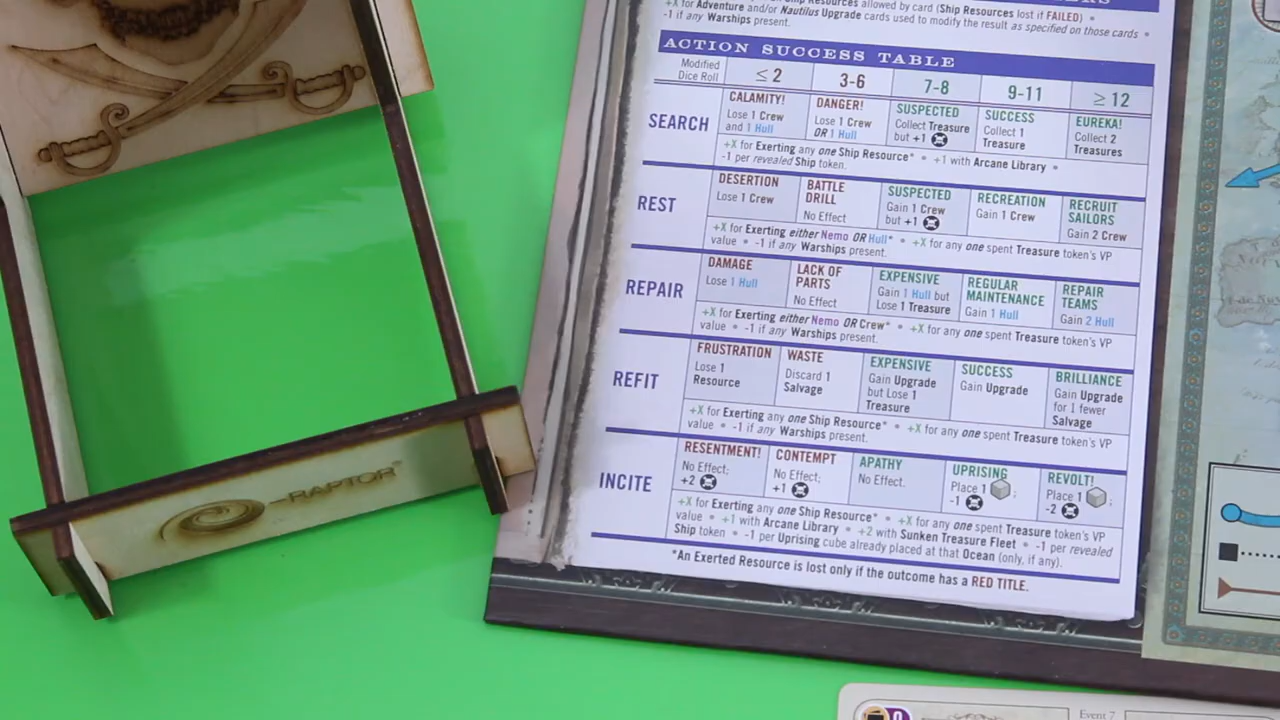 Resources allowed by card (Ship Resources lost if FAILED) •
+X for Adventure and/or Nautilus Upgrade cards used to modify the result as specified on those cards •
-1 if any Warships present.
ACTION SUCCESS TABLE
Modified Dice Roll ≤ 2 3-6 7-8 9-11 ≥ 12
SEARCH
CALAMITY! Lose 1 Crew and 1 Hull
DANGER! Lose 1 Crew OR 1 Hull
SUSPECTED Collect Treasure but +1
SUCCESS Collect 1 Treasure
EUREKA! Collect 2 Treasures
+X for Exerting any one Ship Resource* • +1 with Arcane Library •
-1 per revealed Ship token.
REST
DESERTION Lose 1 Crew
BATTLE DRILL No Effect
SUSPECTED Gain 1 Crew but +1
RECREATION Gain 1 Crew
RECRUIT SAILORS Gain 2 Crew
+X for Exerting either Nemo OR Hull* • +X for any one spent Treasure token's VP
value • -1 if any Warships present.
REPAIR
DAMAGE Lose 1 Hull
LACK OF PARTS No Effect
EXPENSIVE Gain 1 Hull but Lose 1 Treasure
REGULAR MAINTENANCE Gain 1 Hull
REPAIR TEAMS Gain 2 Hull
+X for Exerting either Nemo OR Crew* • +X for any one spent Treasure token's VP
value • -1 if any Warships present.
REFIT
FRUSTRATION Lose 1 Resource
WASTE Discard 1 Salvage
EXPENSIVE Gain Upgrade but Lose 1 Treasure
SUCCESS Gain Upgrade
BRILLIANCE Gain Upgrade for 1 fewer Salvage
+X for Exerting any one Ship Resource* • +X for any one spent Treasure token's VP
value • -1 if any Warships present.
INCITE
RESENTMENT! No Effect; +2
CONTEMPT No Effect; +1
APATHY No Effect.
UPRISING Place 1 ; -1
REVOLT! Place 1 ; -2
+X for Exerting any one Ship Resource* • +X for any one spent Treasure token's VP
value • +1 with Arcane Library • +2 with Sunken Treasure Fleet • -1 per revealed
Ship token • -1 per Uprising cube already placed at that Ocean (only, if any).
*An Exerted Resource is lost only if the outcome has a RED TITLE.
e-RAPTOR™
Event 7